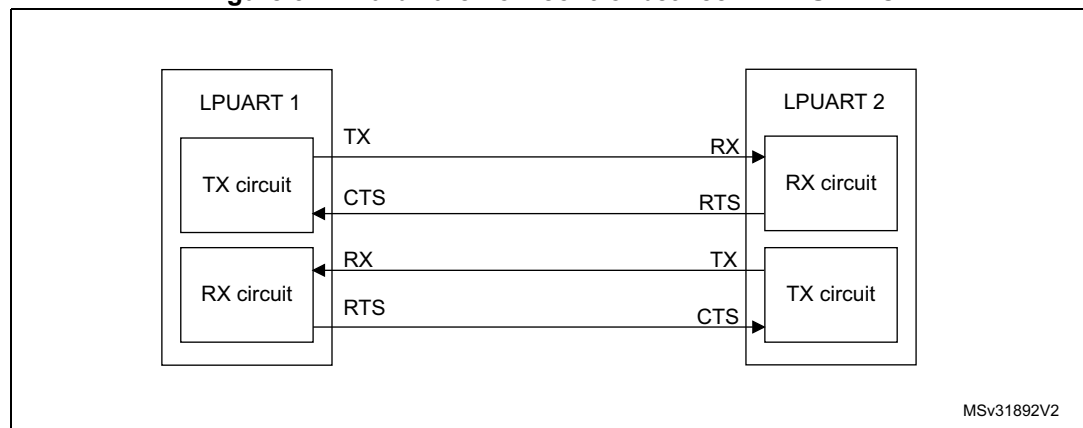 LPUART 1
LPUART 2
TX
RX
TX circuit
RX circuit
CTS
RTS
RX
TX
RX circuit
TX circuit
RTS
CTS
MSv31892V2